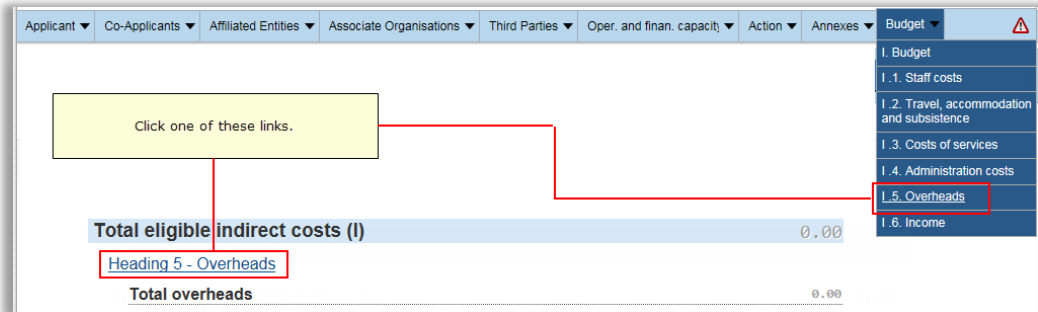 Applicant ▼ Co-Applicants ▼ Affiliated Entities ▼ Associate Organisations ▼ Third Parties ▼ Oper. and finan. capacity ▼ Action ▼ Annexes ▼ Budget ▼
I. Budget
I .1. Staff costs
I .2. Travel, accommodation
and subsistence
I .3. Costs of services
I .4. Administration costs
I .5. Overheads
I .6. Income
Click one of these links.
Total eligible indirect costs (I) 0.00
Heading 5 - Overheads
Total overheads 0.00